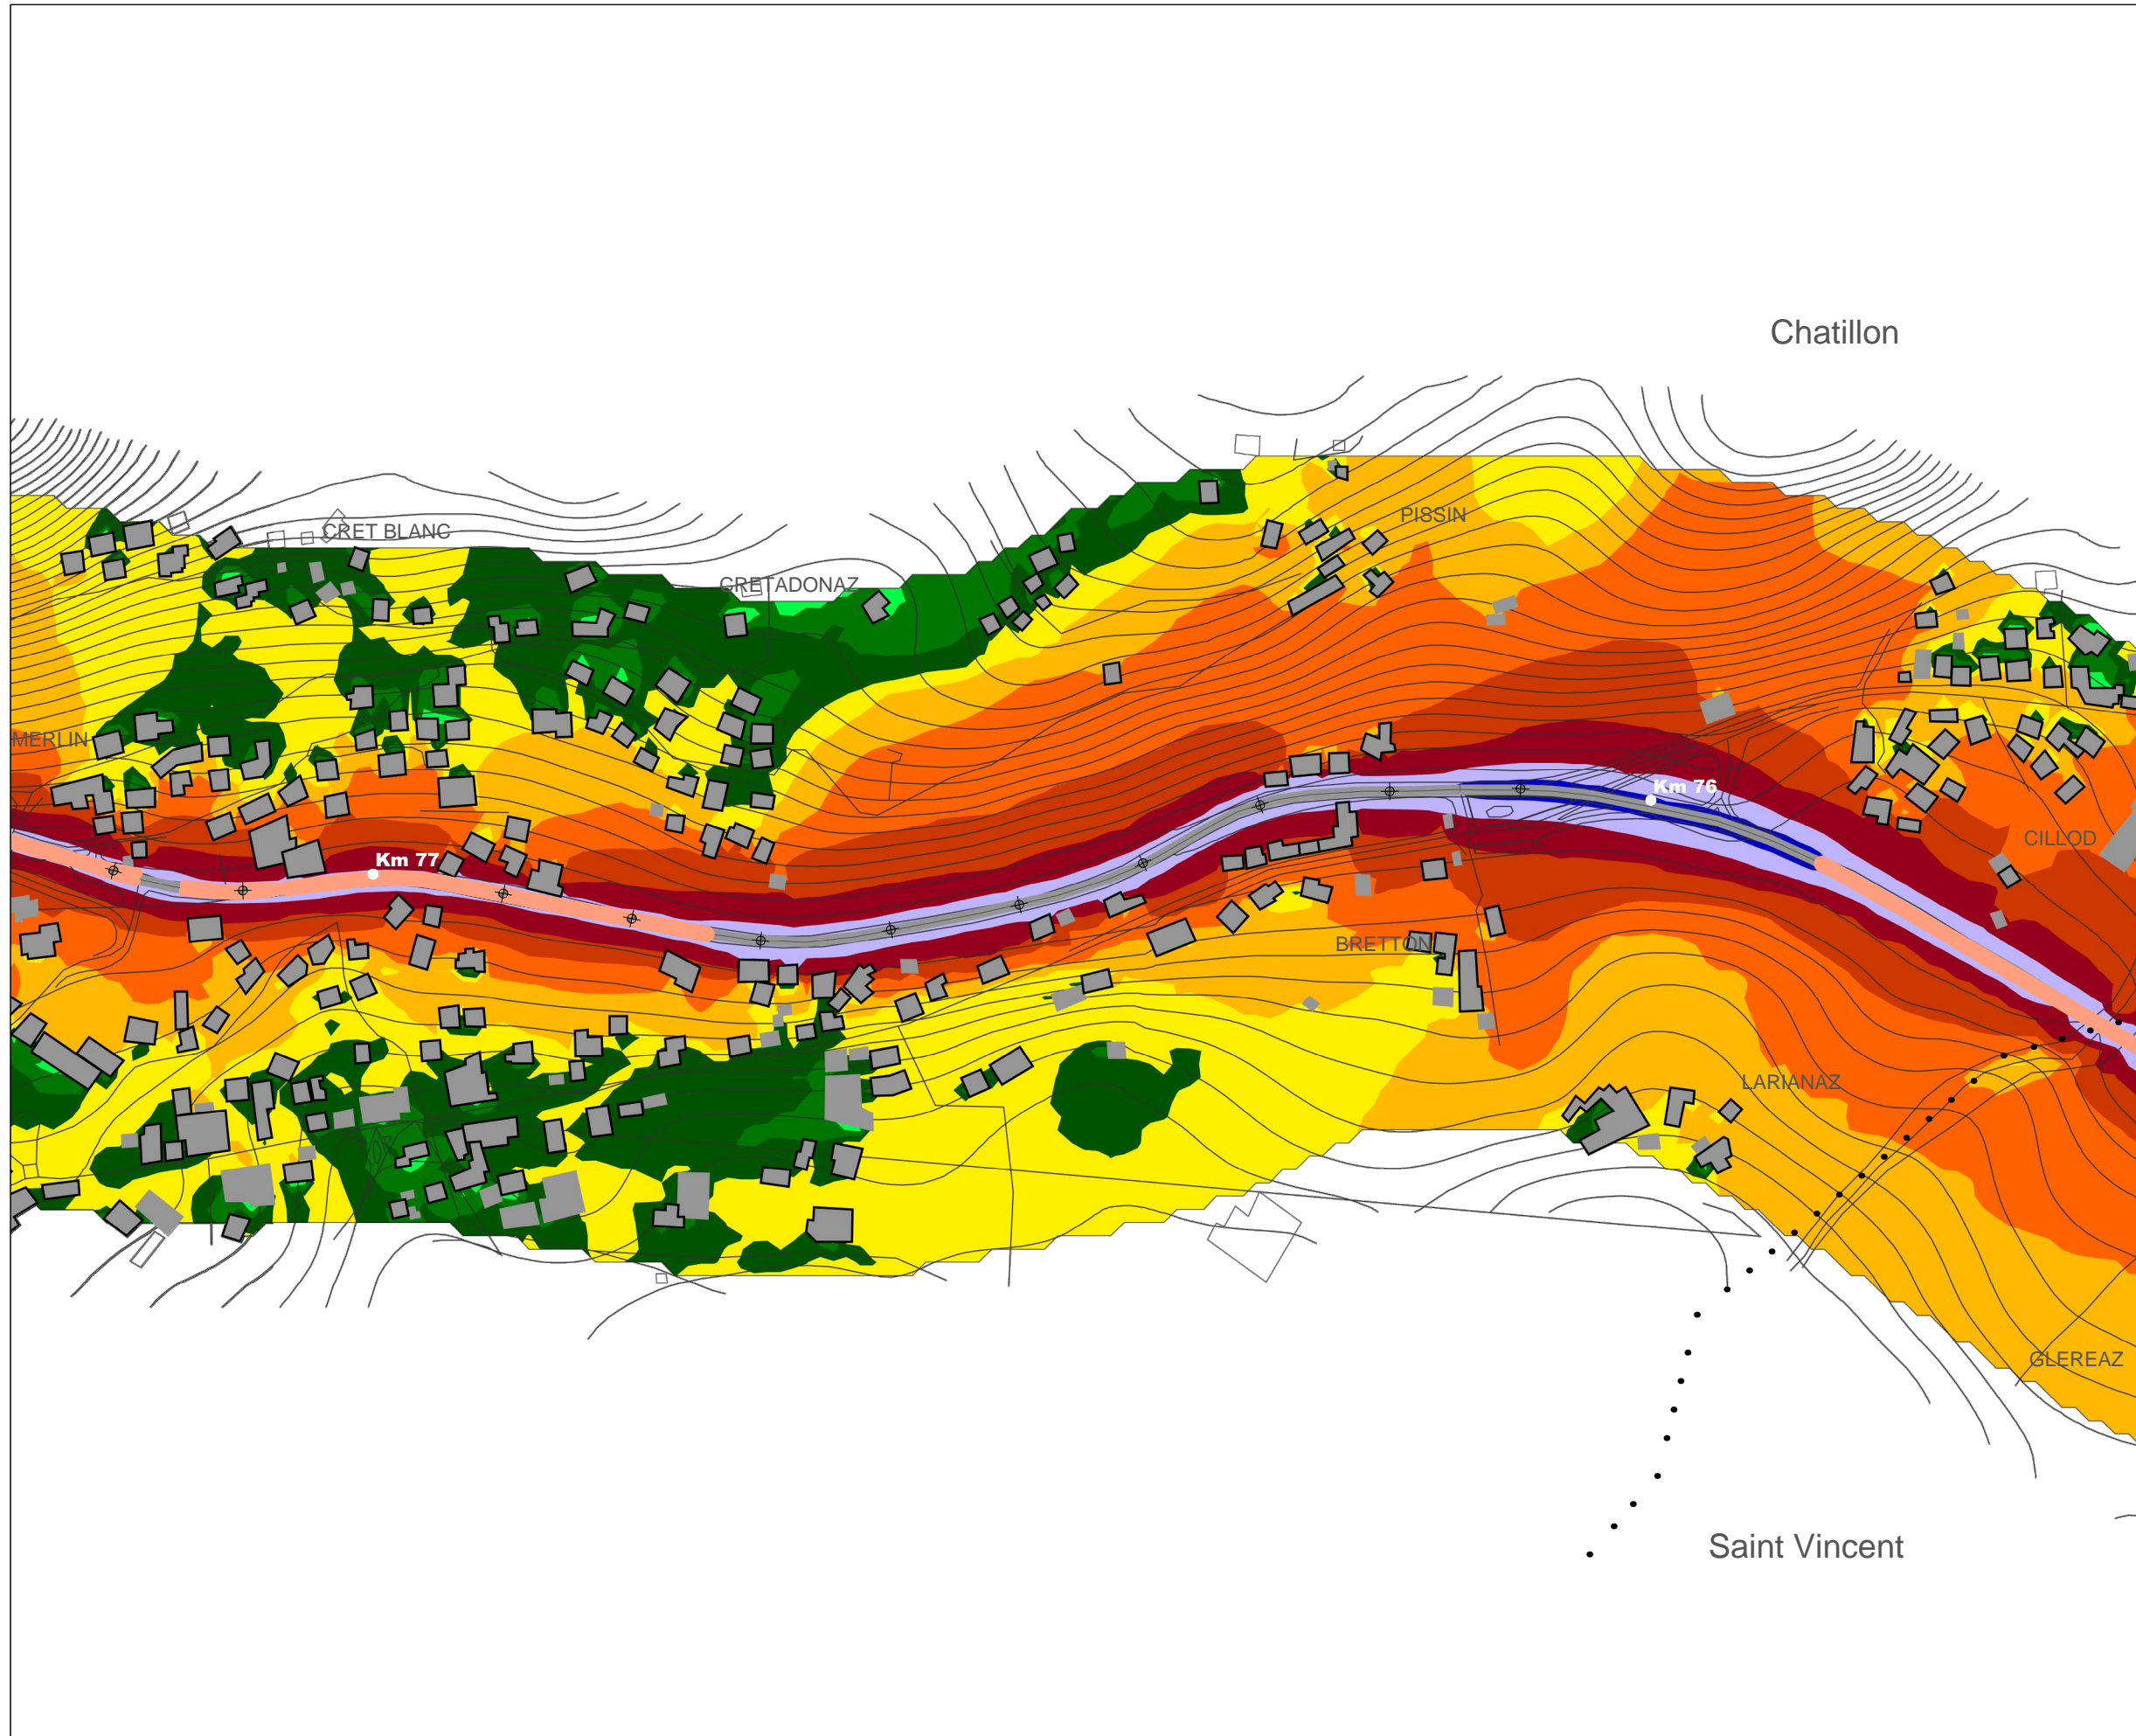 Chatillon
PISSIN
CRET BLANC
CRETADONAZ
MERLIN
Km 76
CILLOD
Km 77
BRETTON
LARIANAZ
GLEREAZ
Saint Vincent